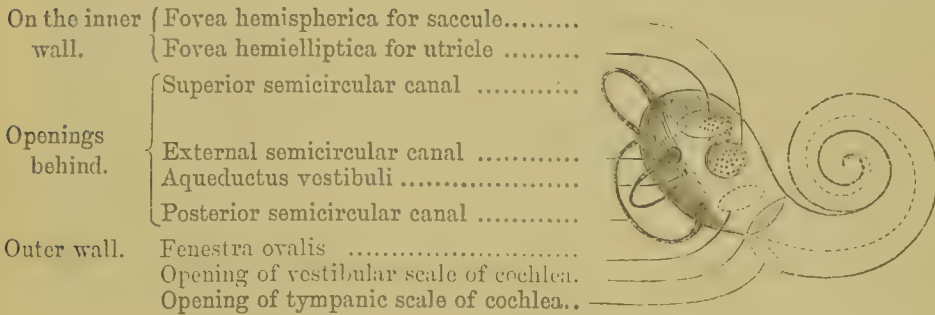 On the inner { Fovea hemispherica for saccule.........
wall. { Fovea hemielliptica for utricle .........
Superior semicircular canal ............
Openings
behind.
External semicircular canal ............
Aqueductus vestibuli .....................
Posterior semicircular canal ............
Outer wall. Fenestra ovalis ...........................
Opening of vestibular scale of cochlea.
Opening of tympanic scale of cochlea..